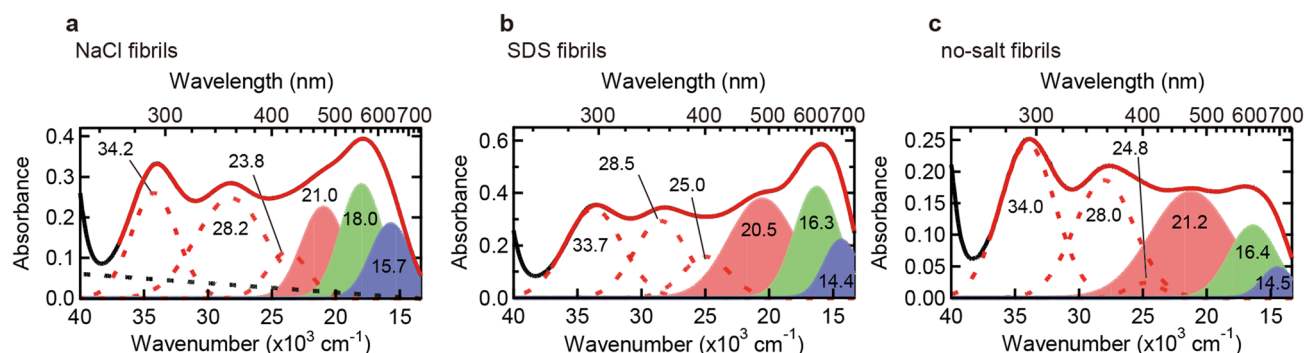 a
NaCl fibrils
Wavelength (nm)
300 400 500 600 700
0.4
0.3
0.2
0.1
0.0
Absorbance
34.2
23.8
21.0
18.0
28.2
15.7
40 35 30 25 20 15
Wavenumber (x10³ cm⁻¹)
b
SDS fibrils
Wavelength (nm)
300 400 500 600 700
0.6
0.4
0.2
0.0
Absorbance
28.5
25.0
33.7
20.5
16.3
14.4
40 35 30 25 20 15
Wavenumber (x10³ cm⁻¹)
c
no-salt fibrils
Wavelength (nm)
300 400 500 600 700
0.25
0.20
0.15
0.10
0.05
0.00
Absorbance
24.8
34.0
28.0
21.2
16.4
14.5
40 35 30 25 20 15
Wavenumber (x10³ cm⁻¹)